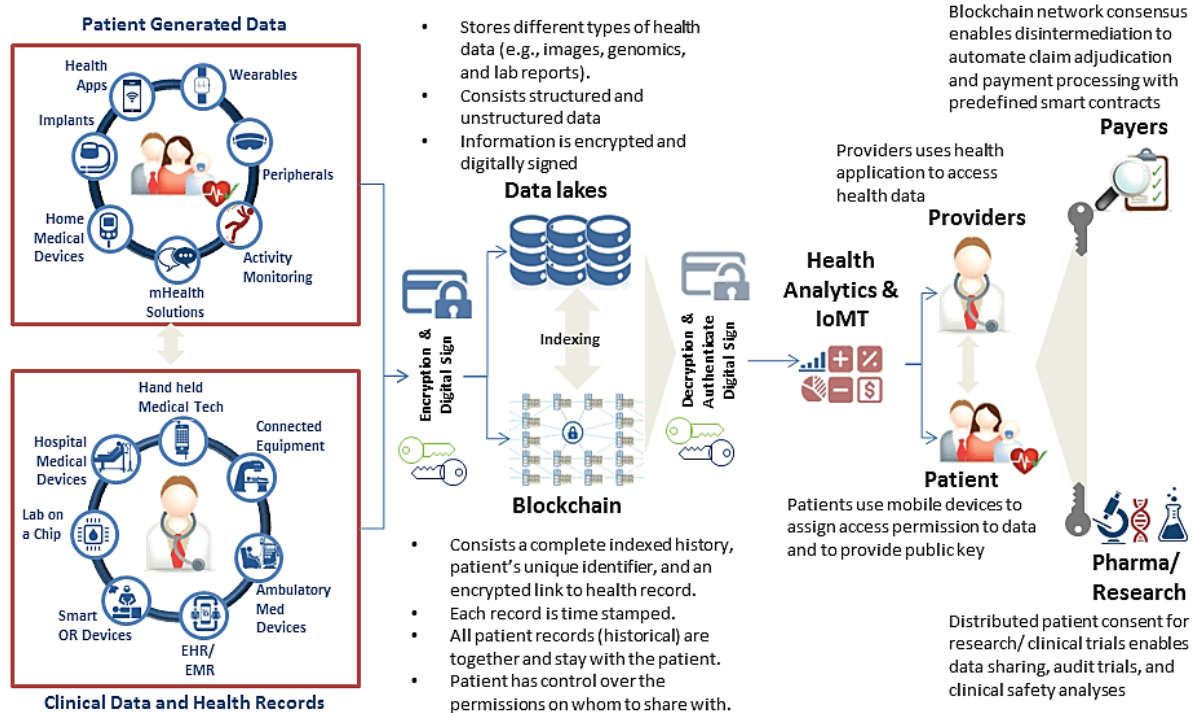 Patient Generated Data
Health
Apps
Wearables
Implants
Peripherals
Home
Medical
Devices
Activity
Monitoring
mHealth
Solutions
Hand held
Medical Tech
Connected
Equipment
Hospital
Medical
Devices
Lab on
a Chip
Ambulatory
Med
Devices
Smart
OR Devices
EHR/
EMR
Clinical Data and Health Records
Encryption &
Digital Sign
• Stores different types of health
data (e.g., images, genomics,
and lab reports).
• Consists structured and
unstructured data
• Information is encrypted and
digitally signed
Data lakes
Indexing
Blockchain
• Consists a complete indexed history,
patient's unique identifier, and an
encrypted link to health record.
• Each record is time stamped.
• All patient records (historical) are
together and stay with the patient.
• Patient has control over the
permissions on whom to share with.
Decryption &
Authenticate
Digital Sign
Health
Analytics &
IoMT
$
Providers uses health
application to access
health data
Providers
Patient
Patients use mobile devices to
assign access permission to data
and to provide public key
Blockchain network consensus
enables disintermediation to
automate claim adjudication
and payment processing with
predefined smart contracts
Payers
Pharma/
Research
Distributed patient consent for
research/ clinical trials enables
data sharing, audit trials, and
clinical safety analyses